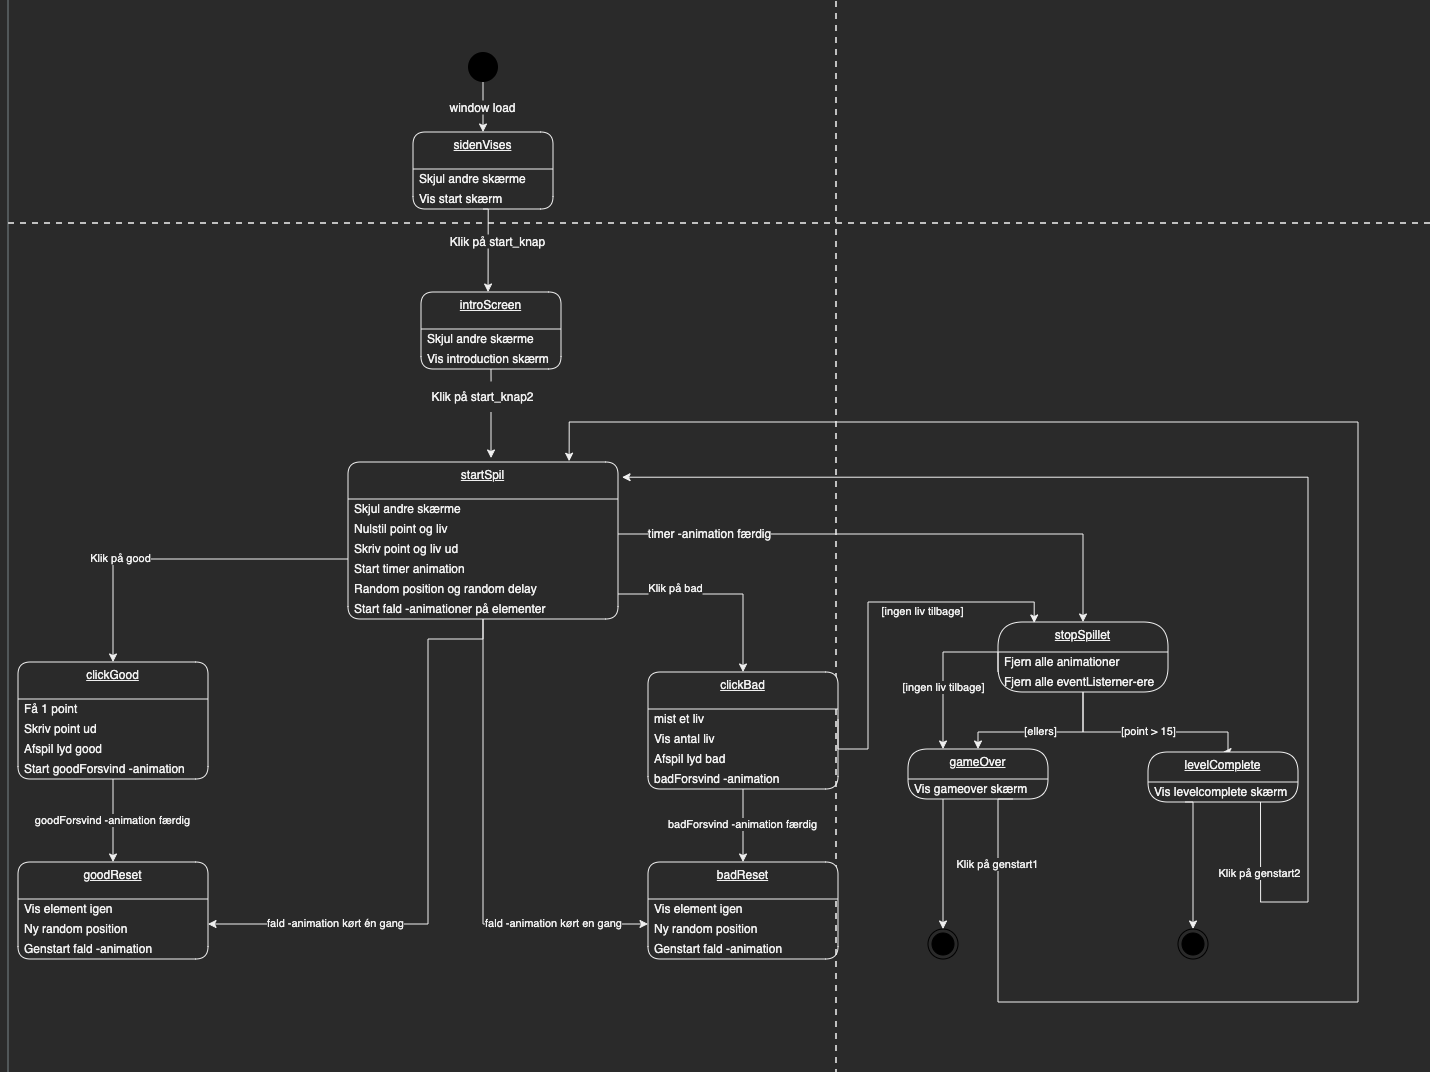 window load
sidenVises
Skjul andre skærme
Vis start skærm
Klik på start_knap
introScreen
Skjul andre skærme
Vis introduction skærm
Klik på start_knap2
startSpil
Skjul andre skærme
Nulstil point og liv
Skriv point og liv ud
Start timer animation
Random position og random delay
Start fald -animationer på elementer
timer -animation færdig
Klik på good
Klik på bad
[ingen liv tilbage]
stopSpillet
Fjern alle animationer
Fjern alle eventListerner-ere
clickGood
Få 1 point
Skriv point ud
Afspil lyd good
Start goodForsvind -animation
clickBad
mist et liv
Vis antal liv
Afspil lyd bad
badForsvind -animation
[ingen liv tilbage]
[ellers]
[point > 15]
gameOver
Vis gameover skærm
levelComplete
Vis levelcomplete skærm
goodForsvind -animation færdig
badForsvind -animation færdig
Klik på genstart1
Klik på genstart2
goodReset
Vis element igen
Ny random position
Genstart fald -animation
fald -animation kørt én gang
fald -animation kørt en gang
badReset
Vis element igen
Ny random position
Genstart fald -animation